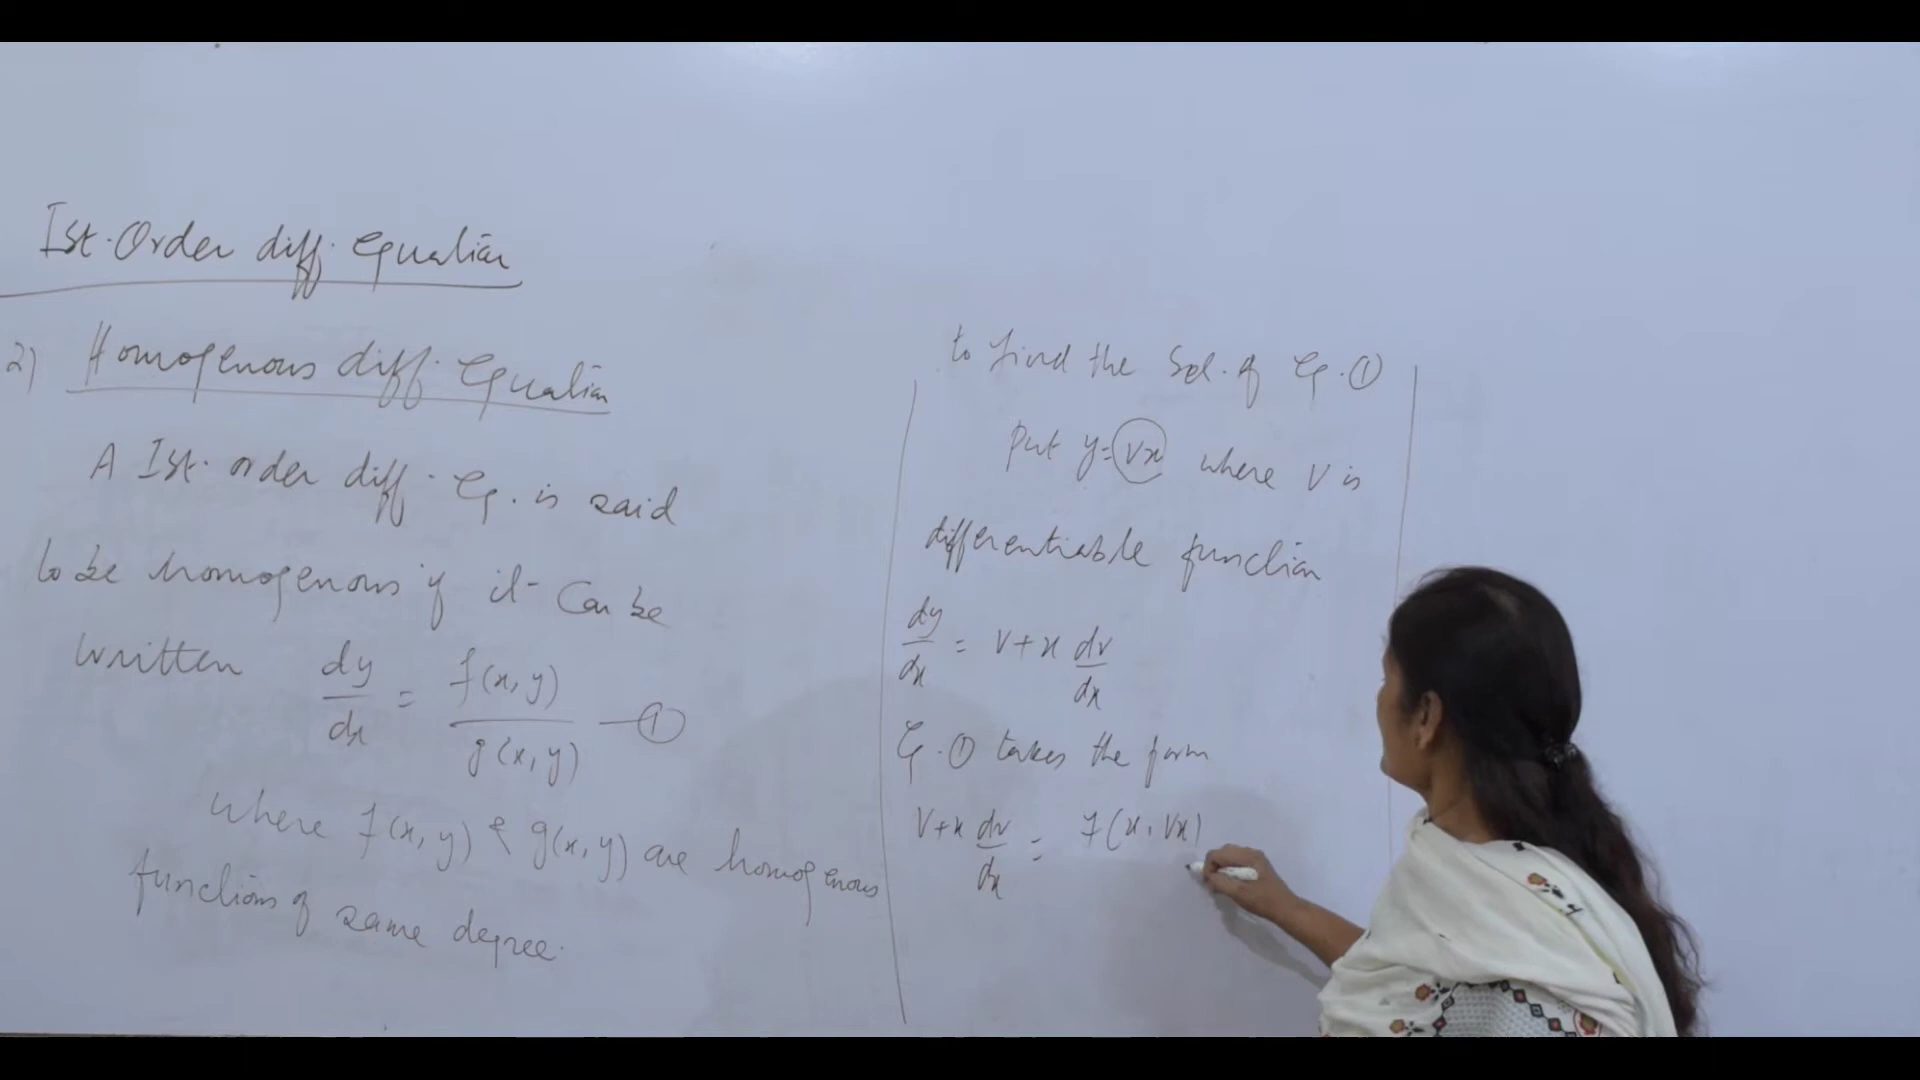 Ist. Order diff. Equation
2) Homogenous diff. Equation
A Ist. order diff. Eq. is said
to be homogenous if it Can be
written dy/dx = f(x, y)/g(x, y) — ①
where f(x, y) & g(x, y) are homogenous
functions of same degree.
to find the Sol. of Eq. ①
put y = vx where v is
differentiable function
dy/dx = v + x dv/dx
Eq. ① takes the form
v + x dv/dx = f(x, vx)